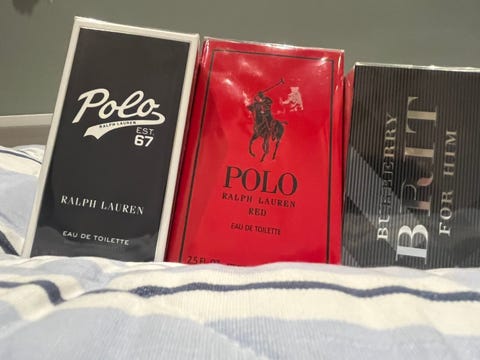 Polo
RALPH LAUREN
EST.
67
RALPH LAUREN
EAU DE TOILETTE
POLO
RALPH LAUREN
RED
EAU DE TOILETTE
2.5 FL.OZ.
BURBERRY
BRIT
FOR HIM